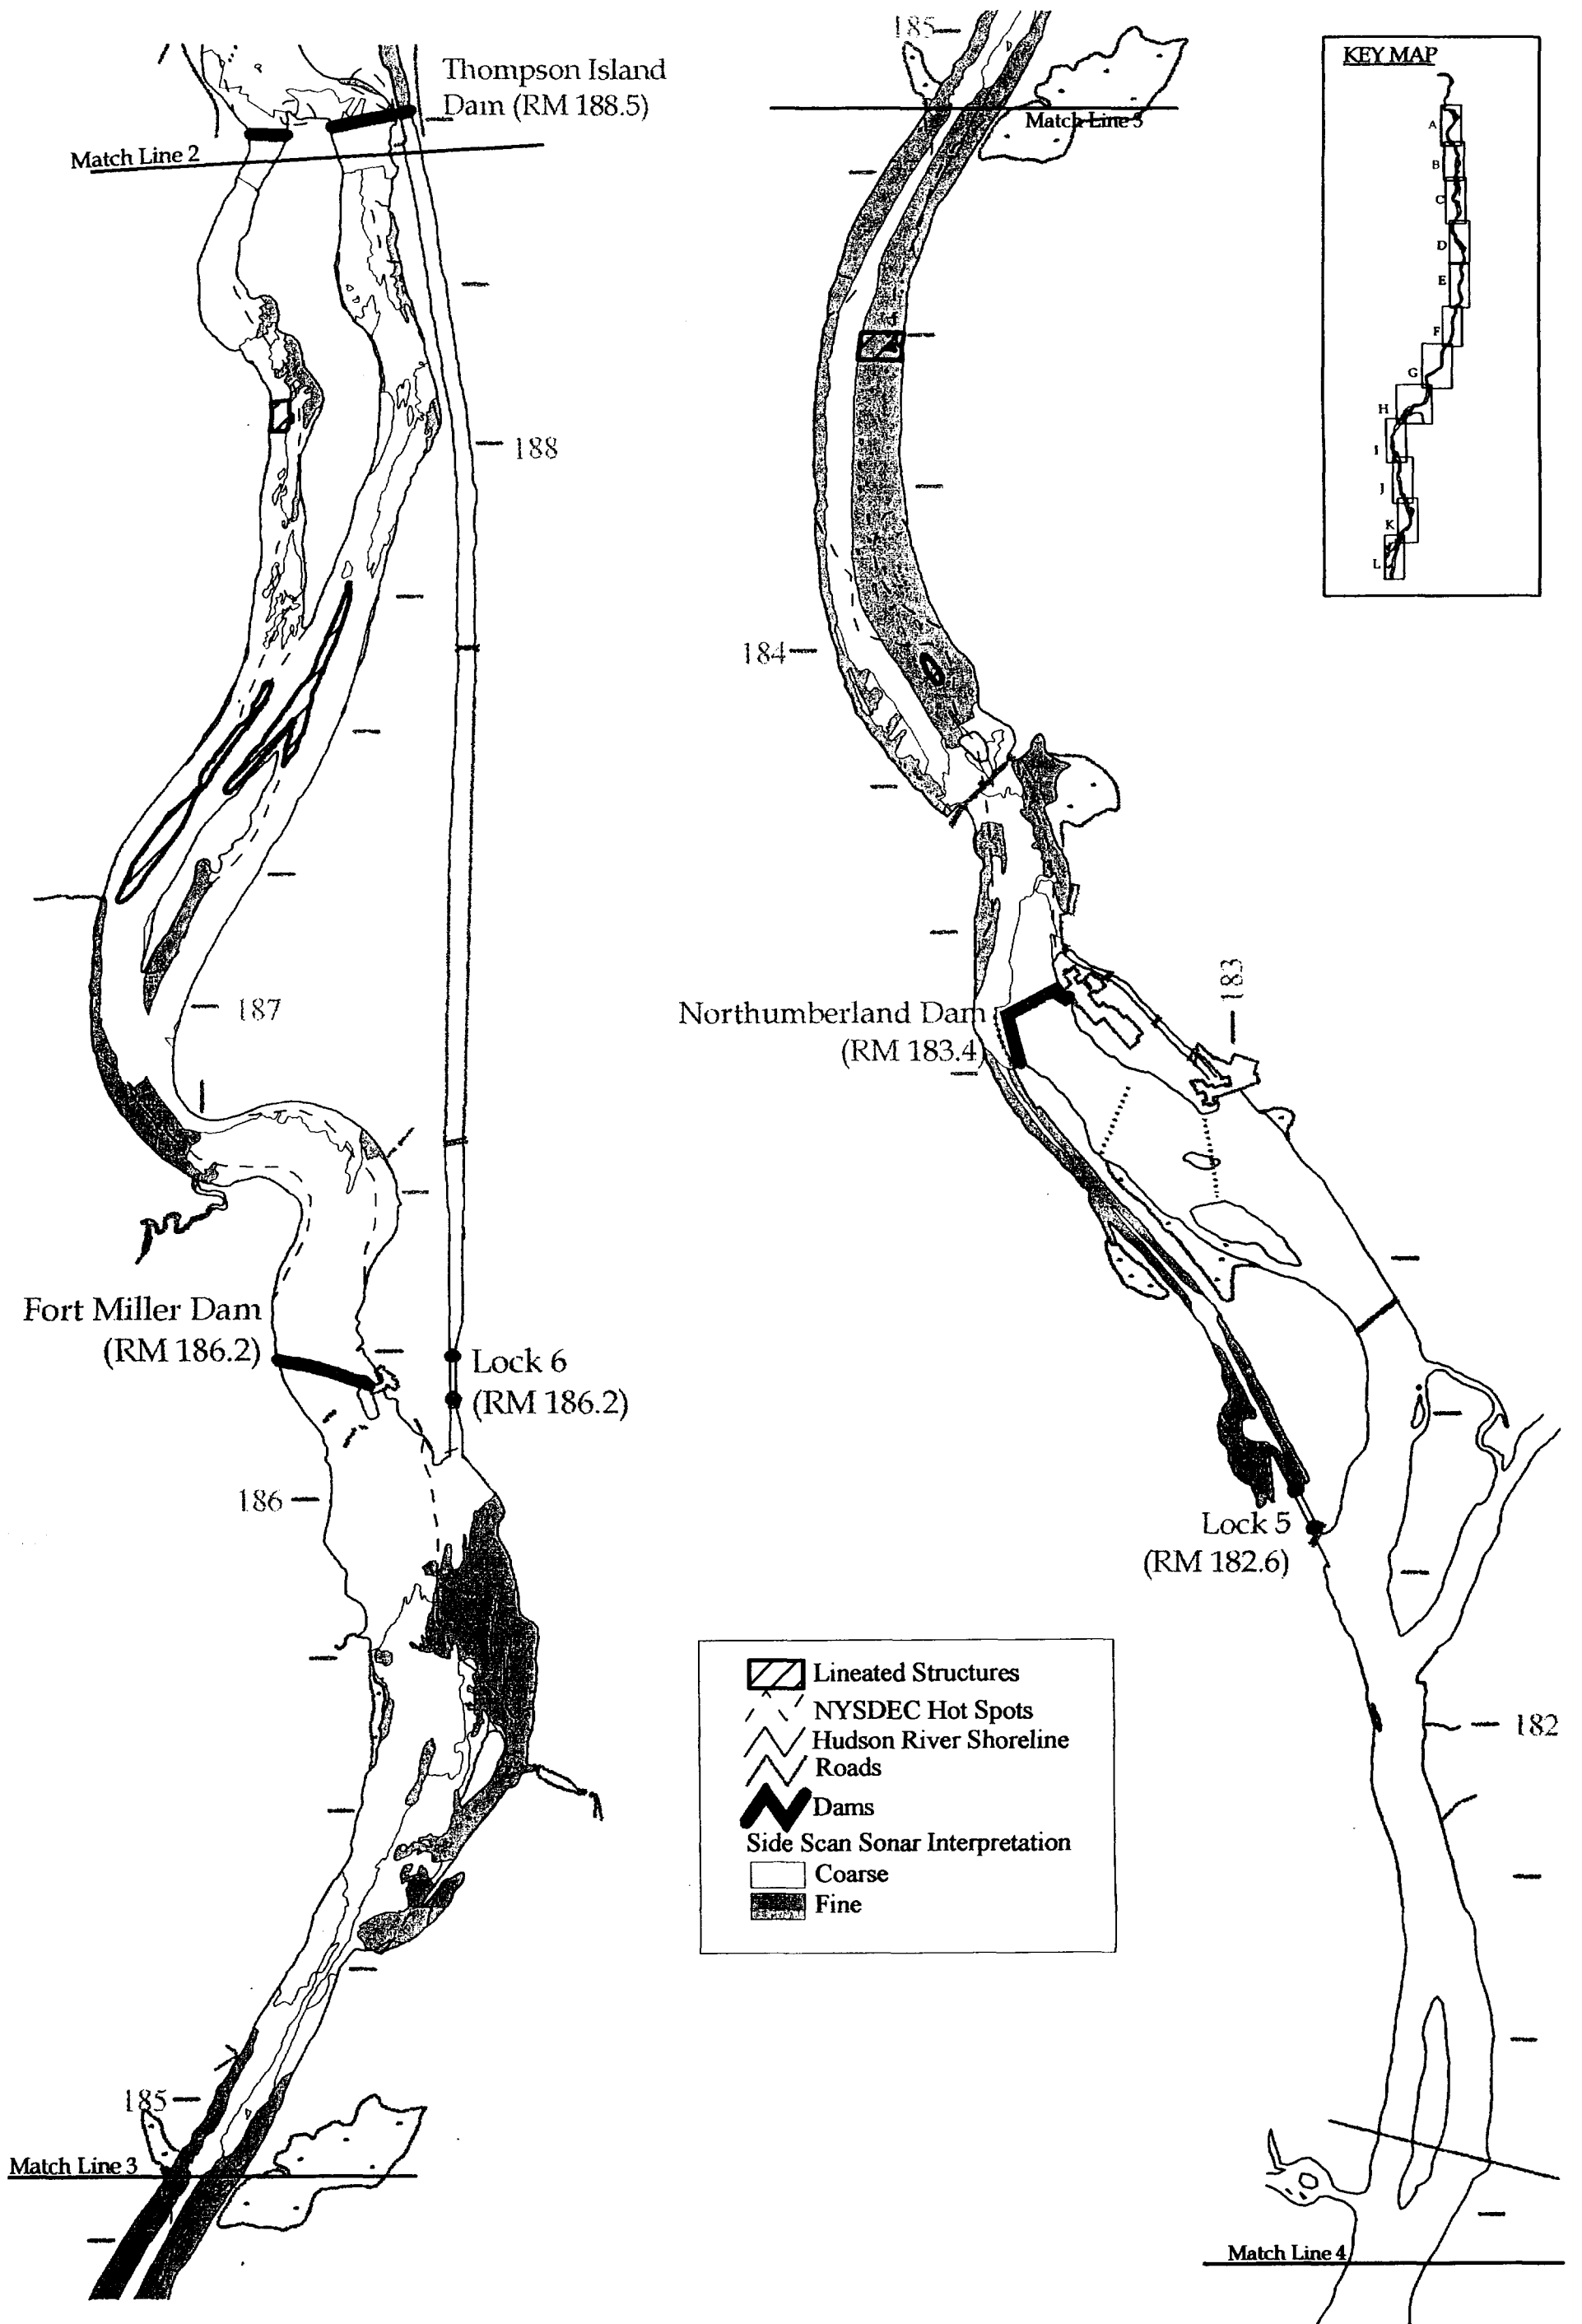 Thompson Island
Dam (RM 188.5)
Match Line 2
188
187
Fort Miller Dam
(RM 186.2)
Lock 6
(RM 186.2)
186
185
Match Line 3
185
Match Line 3
184
Northumberland Dam
(RM 183.4)
183
Lock 5
(RM 182.6)
182
Match Line 4
KEY MAP
A
B
C
D
E
F
G
H
I
J
K
L
Lineated Structures
NYSDEC Hot Spots
Hudson River Shoreline
Roads
Dams
Side Scan Sonar Interpretation
Coarse
Fine